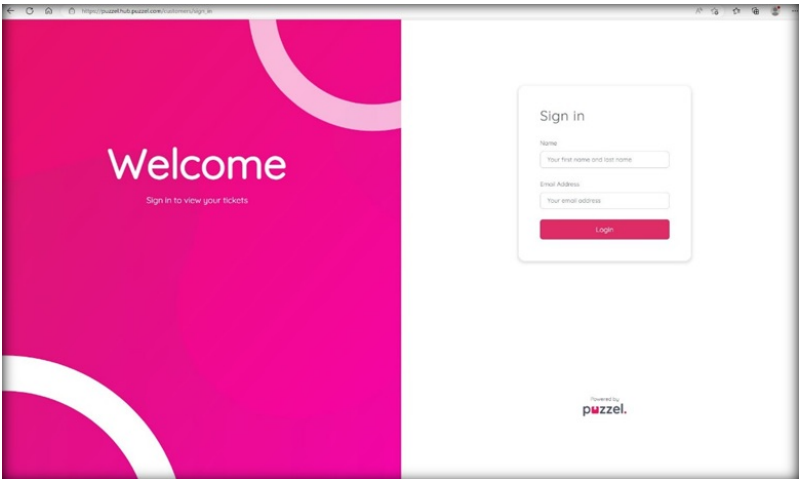 https://puzzel.hub.puzzel.com/customers/sign_in
Welcome
Sign in to view your tickets
Sign in
Name
Your first name and last name
Email Address
Your email address
Login
Powered by
puzzel.